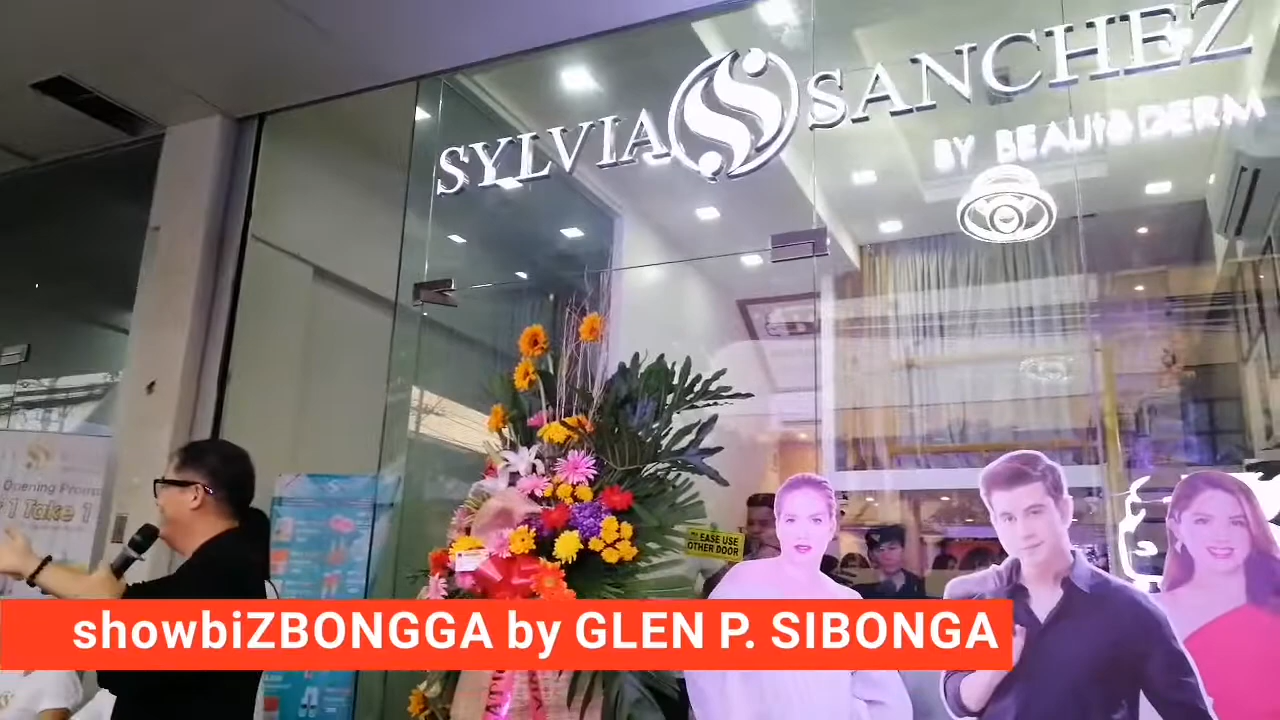 SYLVIA SANCHEZ
BY BEAUTéDERM
Opening Promo
1 Take 1
EASE USE
OTHER DOOR
showbiZBONGGA by GLEN P. SIBONGA